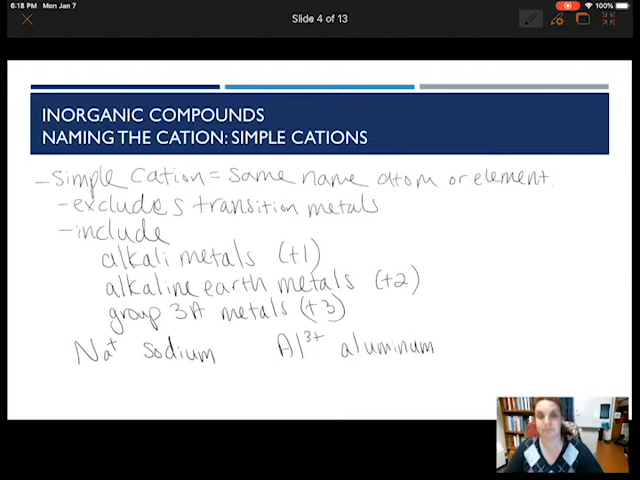 6:18 PM Mon Jan 7
100%
Slide 4 of 13
INORGANIC COMPOUNDS
NAMING THE CATION: SIMPLE CATIONS
- Simple Cation = same name atom or element.
- excludes transition metals
- include
alkali metals (+1)
alkaline earth metals (+2)
group 3A metals (+3)
Na⁺ sodium Al³⁺ aluminum